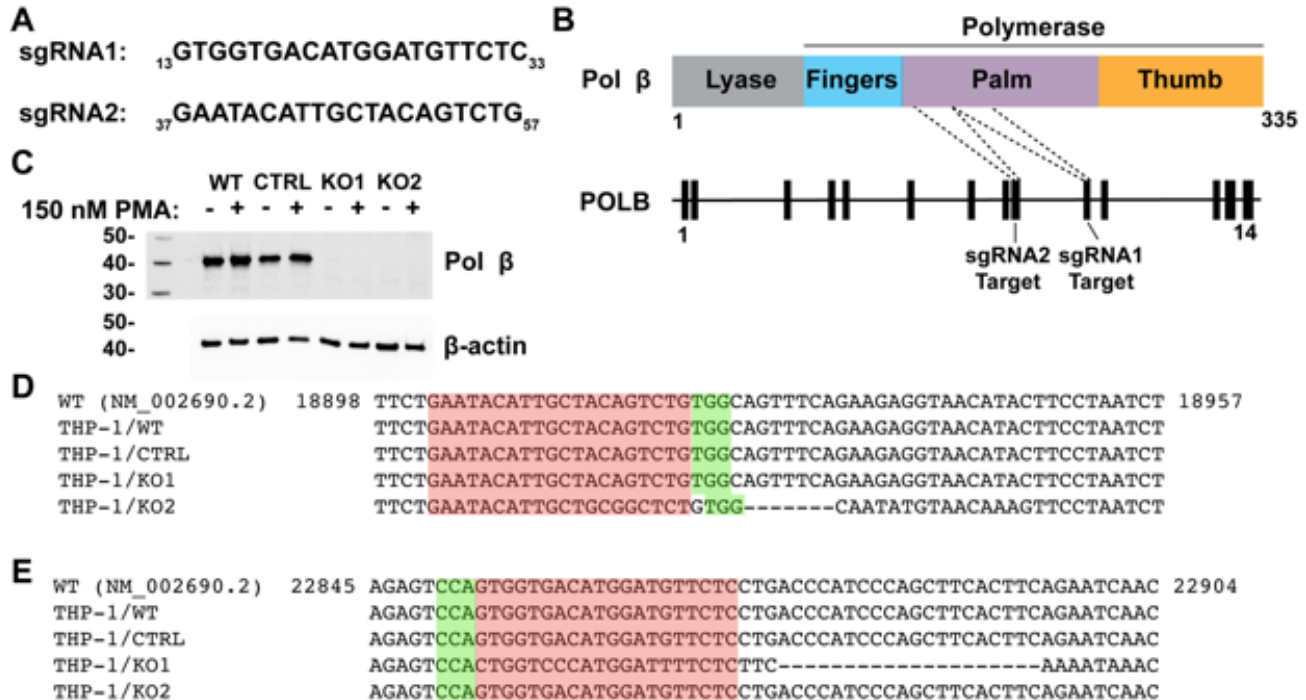 A
sgRNA1: 13GTGGTGACATGGATGTTCTC33
sgRNA2: 37GAATACATTGCTACAGTCTG57
B
Polymerase
Pol β Lyase Fingers Palm Thumb
1 335
POLB
1 14
sgRNA2 sgRNA1
Target Target
C
WT CTRL KO1 KO2
150 nM PMA: - + - + - + - +
50-
40- Pol β
30-
50-
40- β-actin
D
WT (NM_002690.2) 18898 TTCTGAATACATTGCTACAGTCTGTGGCAGTTTCAGAAGAGGTAACATACTTCCTAATCT 18957
THP-1/WT TTCTGAATACATTGCTACAGTCTGTGGCAGTTTCAGAAGAGGTAACATACTTCCTAATCT
THP-1/CTRL TTCTGAATACATTGCTACAGTCTGTGGCAGTTTCAGAAGAGGTAACATACTTCCTAATCT
THP-1/KO1 TTCTGAATACATTGCTACAGTCTGTGGCAGTTTCAGAAGAGGTAACATACTTCCTAATCT
THP-1/KO2 TTCTGAATACATTGCTGCGGCTCTGTGG-------CAATATGTAACAAAGTTCCTAATCT
E
WT (NM_002690.2) 22845 AGAGTCCAGTGGTGACATGGATGTTCTCCTGACCCATCCCAGCTTCACTTCAGAATCAAC 22904
THP-1/WT AGAGTCCAGTGGTGACATGGATGTTCTCCTGACCCATCCCAGCTTCACTTCAGAATCAAC
THP-1/CTRL AGAGTCCAGTGGTGACATGGATGTTCTCCTGACCCATCCCAGCTTCACTTCAGAATCAAC
THP-1/KO1 AGAGTCCACTGGTCCCATGGATTTTCTCTTC--------------------AAAATAAAC
THP-1/KO2 AGAGTCCAGTGGTGACATGGATGTTCTCCTGACCCATCCCAGCTTCACTTCAGAATCAAC